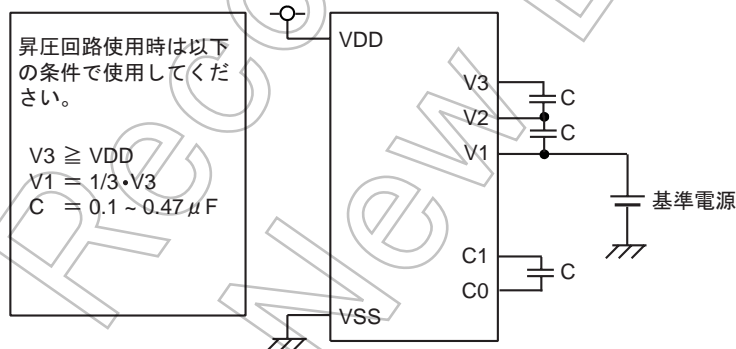 昇圧回路使用時は以下
の条件で使用してくだ
さい。
V3 ≧ VDD
V1 = 1/3•V3
C = 0.1 ~ 0.47 μ F
VDD
V3
C
V2
C
V1
基準電源
C1
C
C0
VSS
Reco
New